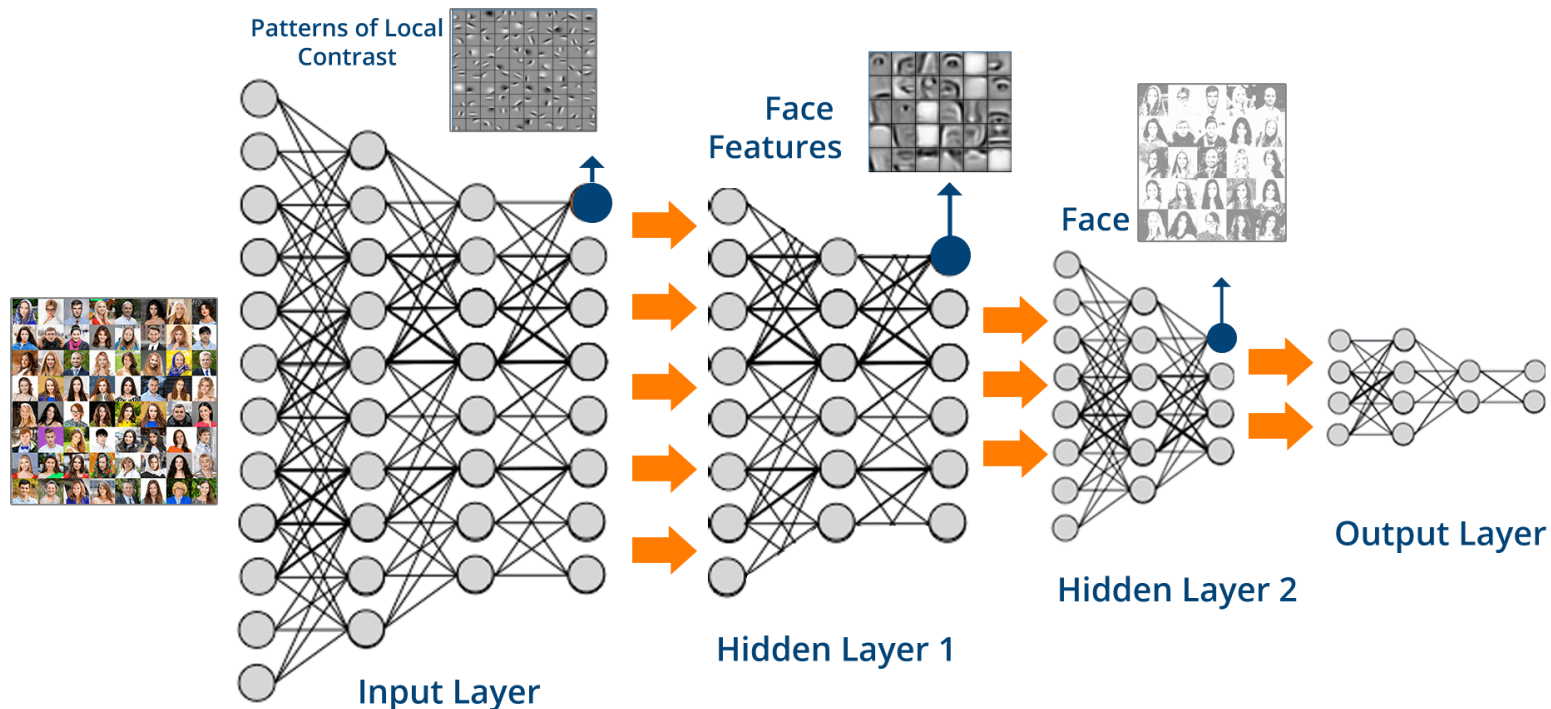 Patterns of Local
Contrast
Face
Features
Face
Input Layer
Hidden Layer 1
Hidden Layer 2
Output Layer